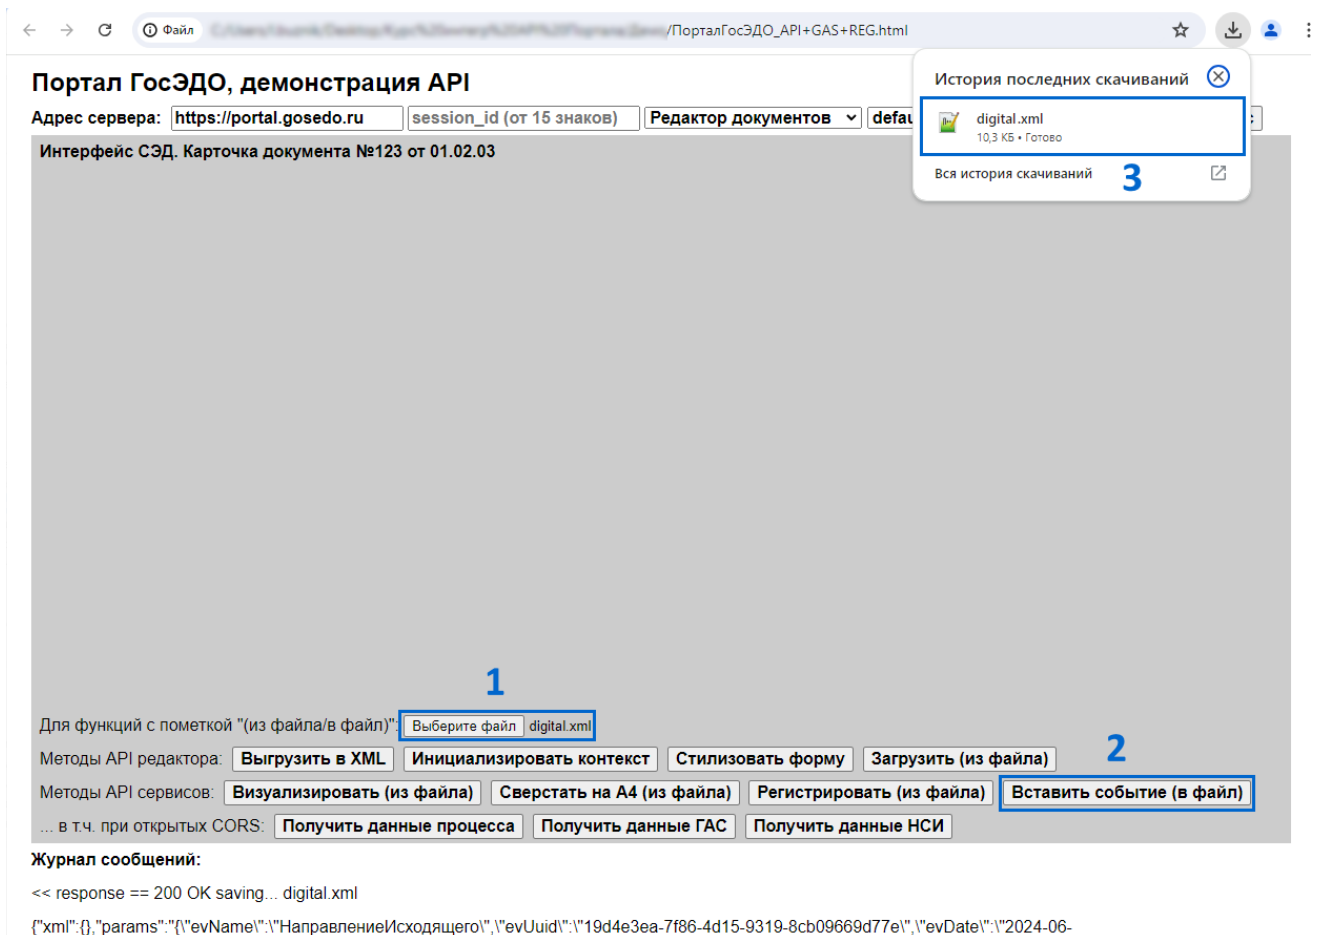 Файл /ПорталГосЭДО_API+GAS+REG.html
Портал ГосЭДО, демонстрация API
История последних скачиваний
Адрес сервера: https://portal.gosedo.ru session_id (от 15 знаков) Редактор документов defau
digital.xml
10,3 КБ • Готово
Интерфейс СЭД. Карточка документа №123 от 01.02.03
Вся история скачиваний
3
1
Для функций с пометкой "(из файла/в файл)": Выберите файл digital.xml
2
Методы API редактора: Выгрузить в XML Инициализировать контекст Стилизовать форму Загрузить (из файла)
Методы API сервисов: Визуализировать (из файла) Сверстать на А4 (из файла) Регистрировать (из файла) Вставить событие (в файл)
... в т.ч. при открытых CORS: Получить данные процесса Получить данные ГАС Получить данные НСИ
Журнал сообщений:
<< response == 200 OK saving... digital.xml
{"xml":{},"params":"{\"evName\":\"НаправлениеИсходящего\",\"evUuid\":\"19d4e3ea-7f86-4d15-9319-8cb09669d77e\",\"evDate\":\"2024-06-